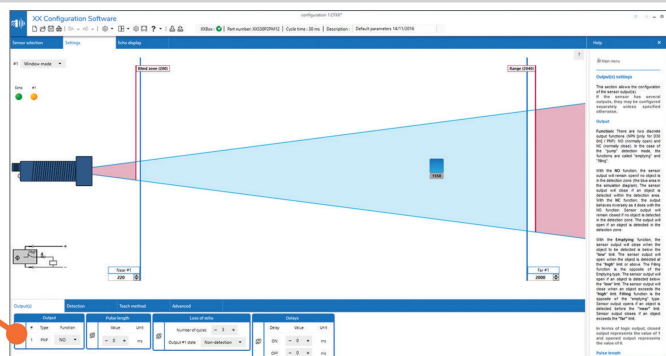 XX Configuration Software
configuration 1.OTEK*
XXBox : | Part number: XXS30P2PM12 | Cycle time : 30 ms | Description : Default parameters 14/11/2016
Sensor selection
Settings
Echo display
Help
#1 Window mode
Echo #1
Blind zone (200)
Range (2040)
1550
Near #1
220
Far #1
2000
Output(s)
Detection
Teach method
Advanced
Output
# Type Function
1 PNP NO
Pulse length
Value Unit
- 0 + ms
Loss of echo
Number of cycles - 3 +
Output #1 state Non-detection
Delays
Delay Value Unit
ON - 0 + ms
OFF - 0 + ms
Main menu
Output(s) settings
This section allows the configuration
of the sensor output(s).
If the sensor has several
outputs, they may be configured
separately unless specified
otherwise.
Output
Function: There are two discrete
output functions (NPN [only for D30
DIS] / PNP): NO (normally open) and
NC (normally close). In the case of
the "pump" detection mode, the
functions are called "emptying" and
"filling".
With the NO function, the sensor
output will remain open if no object is
in the detection zone (the blue area in
the simulation diagram). The sensor
output will close if an object is
detected within the detection area.
With the NC function, the output
behaves inversely as it does with the
NO function. Sensor output will
remain closed if no object is detected
in the detection zone. The output will
open if an object is detected in the
detection zone.
With the Emptying function, the
sensor output will close when the
object to be detected is below the
"low" limit. The sensor output will
open when the object is detected at
the "high" limit or above. The Filling
function is the opposite of the
Emptying type. The sensor output will
open if an object is detected below
the "low" limit. The sensor output will
close when an object exceeds the
"high" limit. Filling function is the
opposite of the "emptying" type.
Sensor output opens if an object is
detected before the "near" limit.
Sensor output closes if an object
exceeds the "far" limit.
In terms of logic output, closed
output represents the value of 1
and opened output represents
the value of 0.
Pulse length